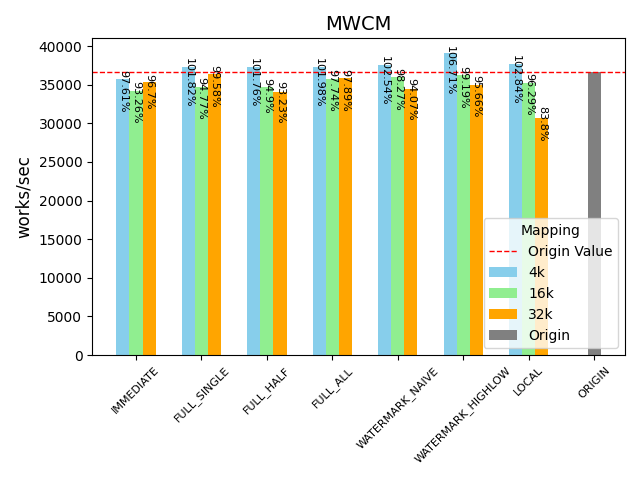 MWCM
works/sec
40000
35000
30000
25000
20000
15000
10000
5000
0
97.61%
93.26%
96.7%
101.82%
94.77%
99.58%
101.76%
94.9%
93.23%
101.98%
97.74%
97.89%
102.54%
98.27%
94.07%
106.71%
99.19%
95.66%
102.84%
96.29%
83.8%
Mapping
Origin Value
4k
16k
32k
Origin
IMMEDIATE
FULL_SINGLE
FULL_HALF
FULL_ALL
WATERMARK_NAIVE
WATERMARK_HIGHLOW
LOCAL
ORIGIN